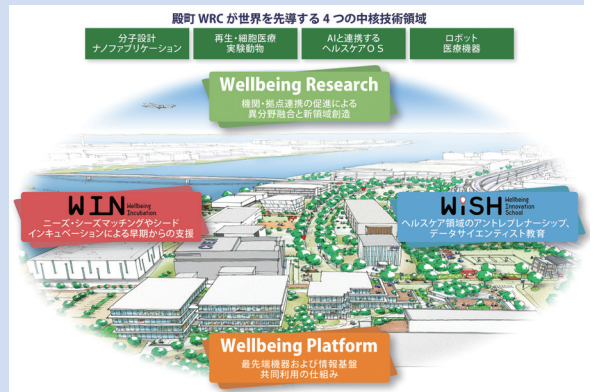 殿町 WRC が世界を先導する 4 つの中核技術領域
分子設計
ナノファブリケーション
再生・細胞医療
実験動物
AIと連携する
ヘルスケアＯＳ
ロボット
医療機器
Wellbeing Research
機関・拠点連携の促進による
異分野融合と新領域創造
WIN Wellbeing
Incubation
ニーズ・シーズマッチングやシード
インキュベーションによる早期からの支援
WiSH Wellbeing
Innovation
School
ヘルスケア領域のアントレプレナーシップ、
データサイエンティスト教育
Wellbeing Platform
最先端機器および情報基盤
共同利用の仕組み